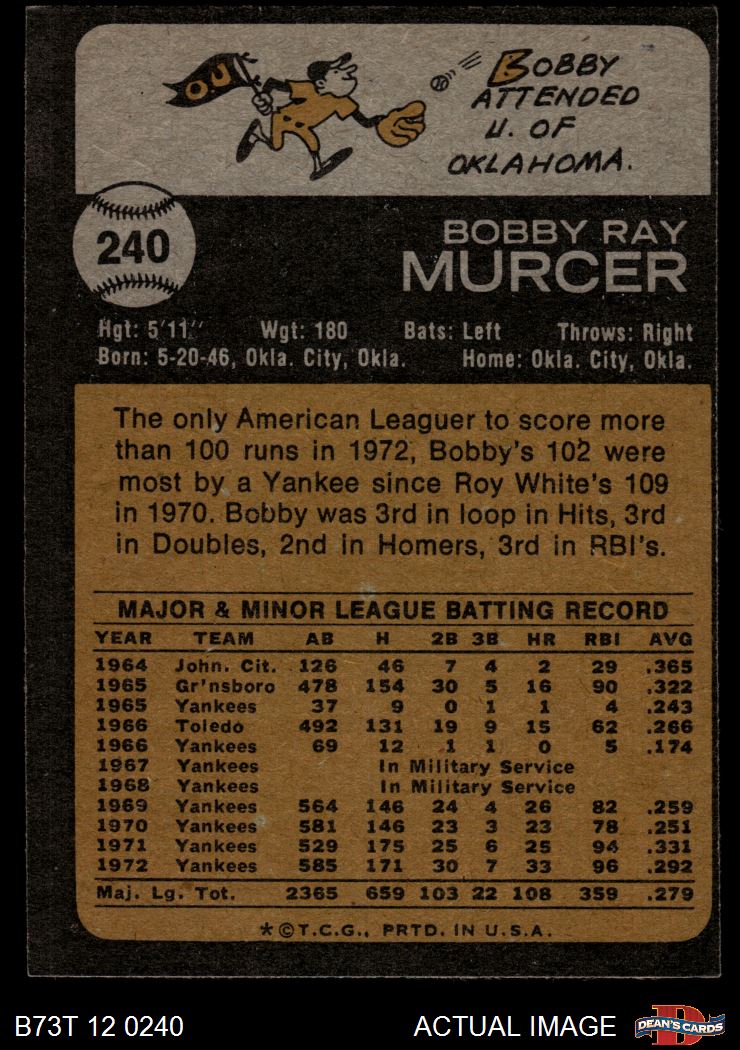 OU
BOBBY
ATTENDED
U. OF
OKLAHOMA.
240
BOBBY RAY
MURCER
Hgt: 5'11" Wgt: 180 Bats: Left Throws: Right
Born: 5-20-46, Okla. City, Okla. Home: Okla. City, Okla.
The only American Leaguer to score more
than 100 runs in 1972, Bobby's 102 were
most by a Yankee since Roy White's 109
in 1970. Bobby was 3rd in loop in Hits, 3rd
in Doubles, 2nd in Homers, 3rd in RBI's.
MAJOR & MINOR LEAGUE BATTING RECORD
YEAR TEAM AB H 2B 3B HR RBI AVG
1964 John. Cit. 126 46 7 4 2 29 .365
1965 Gr'nsboro 478 154 30 5 16 90 .322
1965 Yankees 37 9 0 1 1 4 .243
1966 Toledo 492 131 19 9 15 62 .266
1966 Yankees 69 12 1 1 0 5 .174
1967 Yankees In Military Service
1968 Yankees In Military Service
1969 Yankees 564 146 24 4 26 82 .259
1970 Yankees 581 146 23 3 23 78 .251
1971 Yankees 529 175 25 6 25 94 .331
1972 Yankees 585 171 30 7 33 96 .292
Maj. Lg. Tot. 2365 659 103 22 108 359 .279
*©T.C.G., PRTD. IN U.S.A.
B73T 12 0240 ACTUAL IMAGE D DEAN'S CARDS